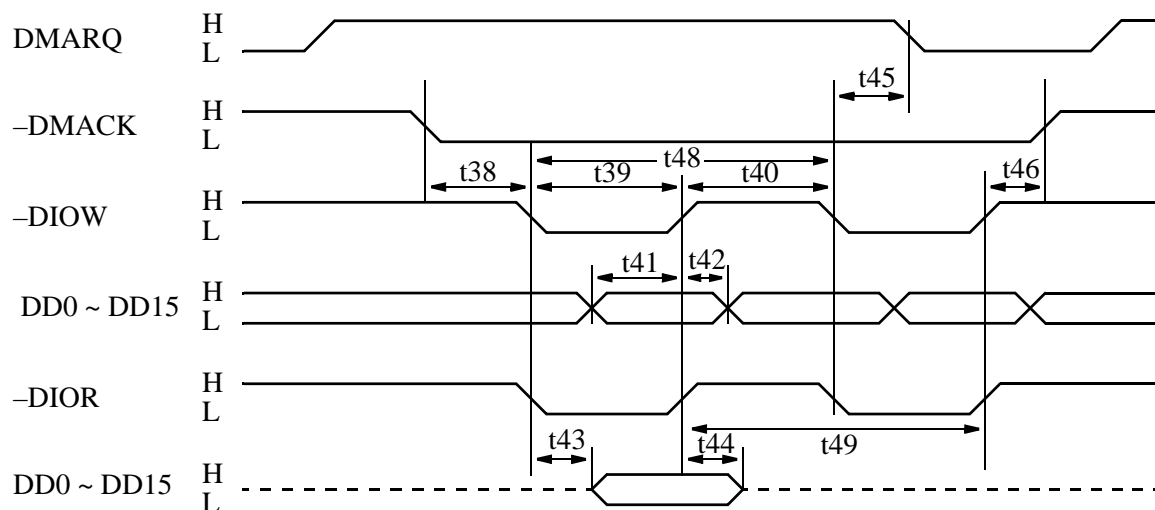 DMARQ H
L
t45
–DMACK H
L
t48
t38 t39 t40 t46
–DIOW H
L
t41 t42
DD0 ~ DD15 H
L
–DIOR H
L
t43 t44 t49
DD0 ~ DD15 H
L